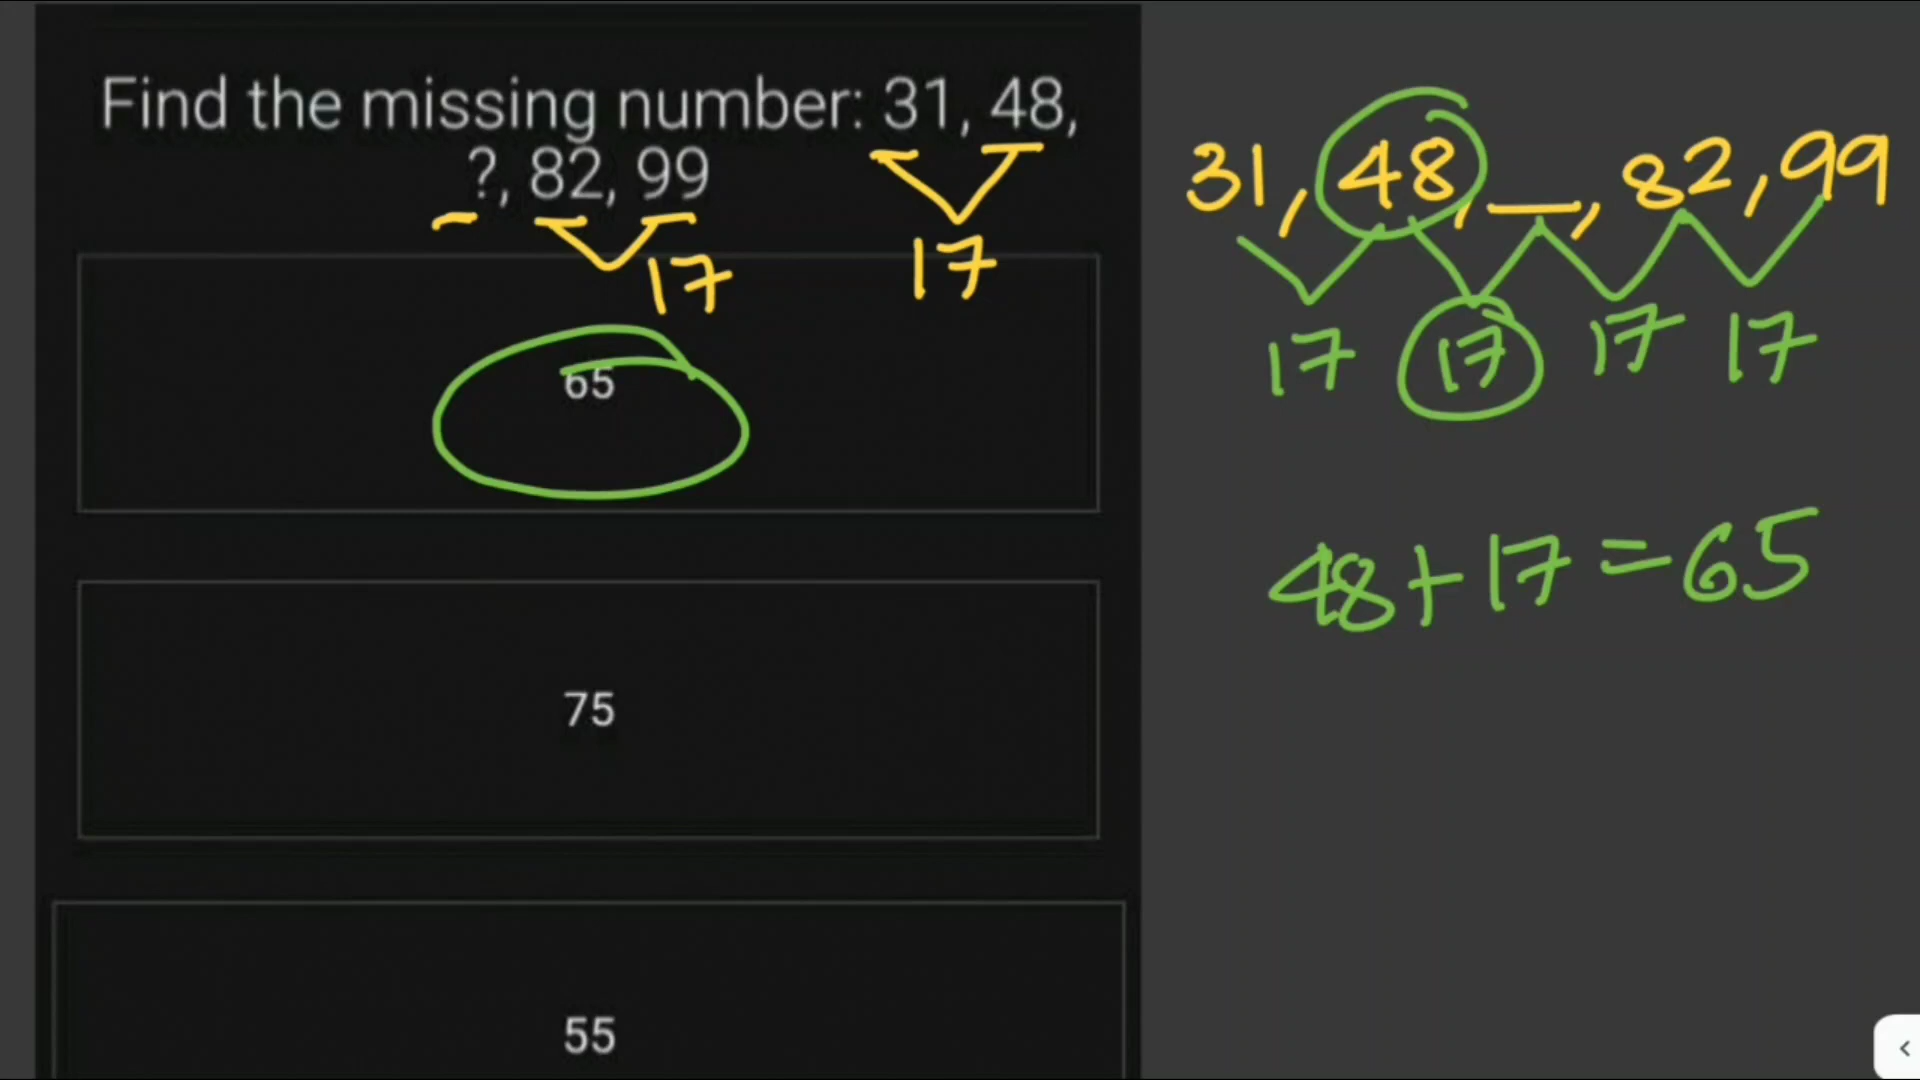 Find the missing number: 31, 48,
?, 82, 99
17
17
65
75
55
31, 48, __, 82, 99
17 17 17 17
48+17=65